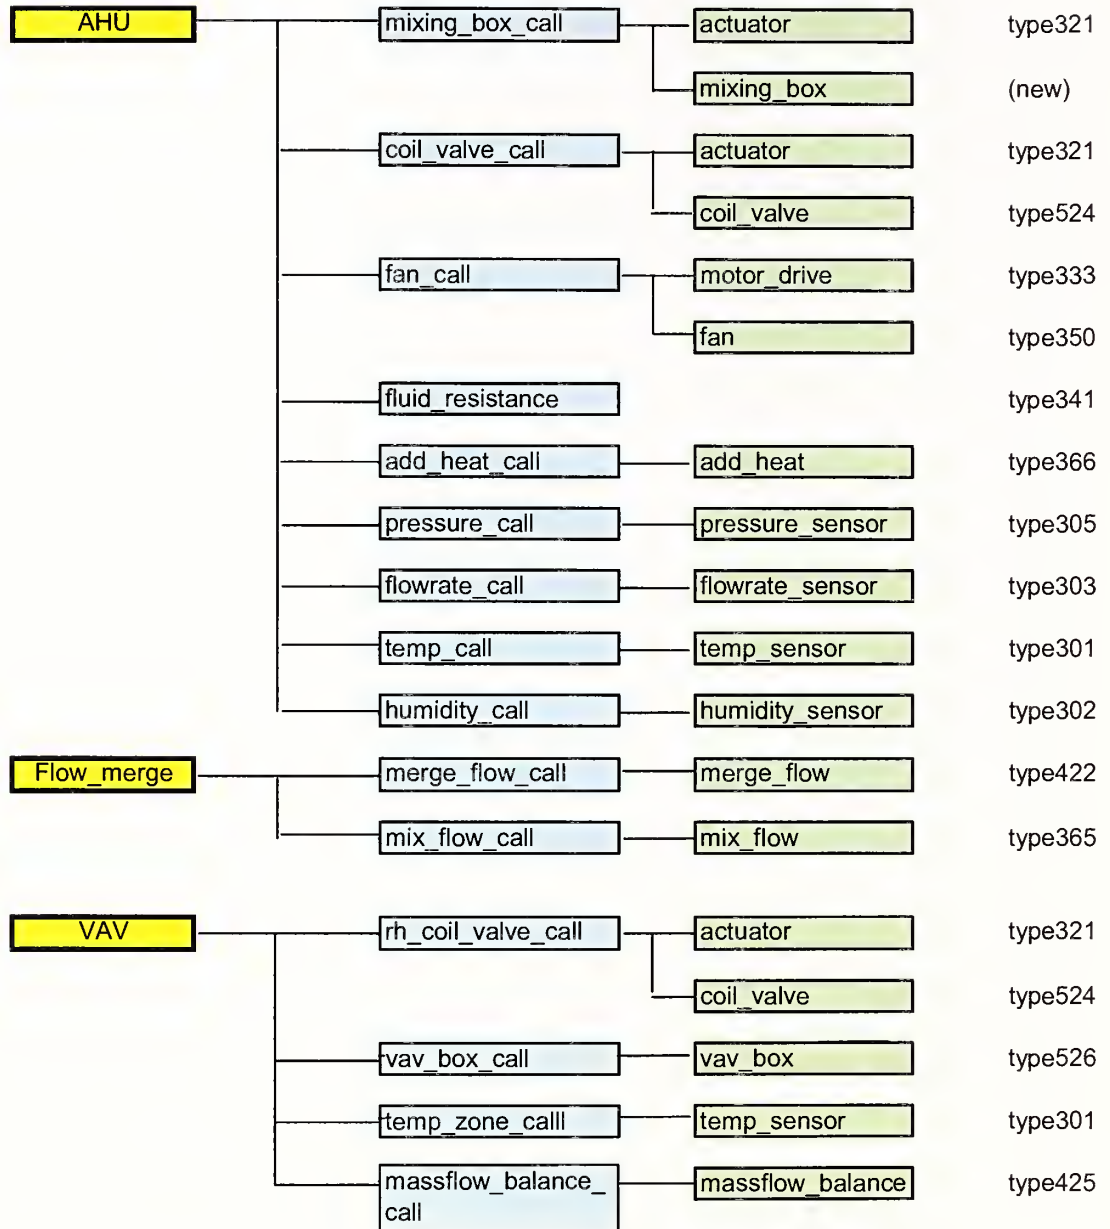 AHU mixing_box_call actuator type321
mixing_box (new)
coil_valve_call actuator type321
coil_valve type524
fan_call motor_drive type333
fan type350
fluid_resistance type341
add_heat_call add_heat type366
pressure_call pressure_sensor type305
flowrate_call flowrate_sensor type303
temp_call temp_sensor type301
humidity_call humidity_sensor type302
Flow_merge merge_flow_call merge_flow type422
mix_flow_call mix_flow type365
VAV rh_coil_valve_call actuator type321
coil_valve type524
vav_box_call vav_box type526
temp_zone_calll temp_sensor type301
massflow_balance_ massflow_balance type425
call